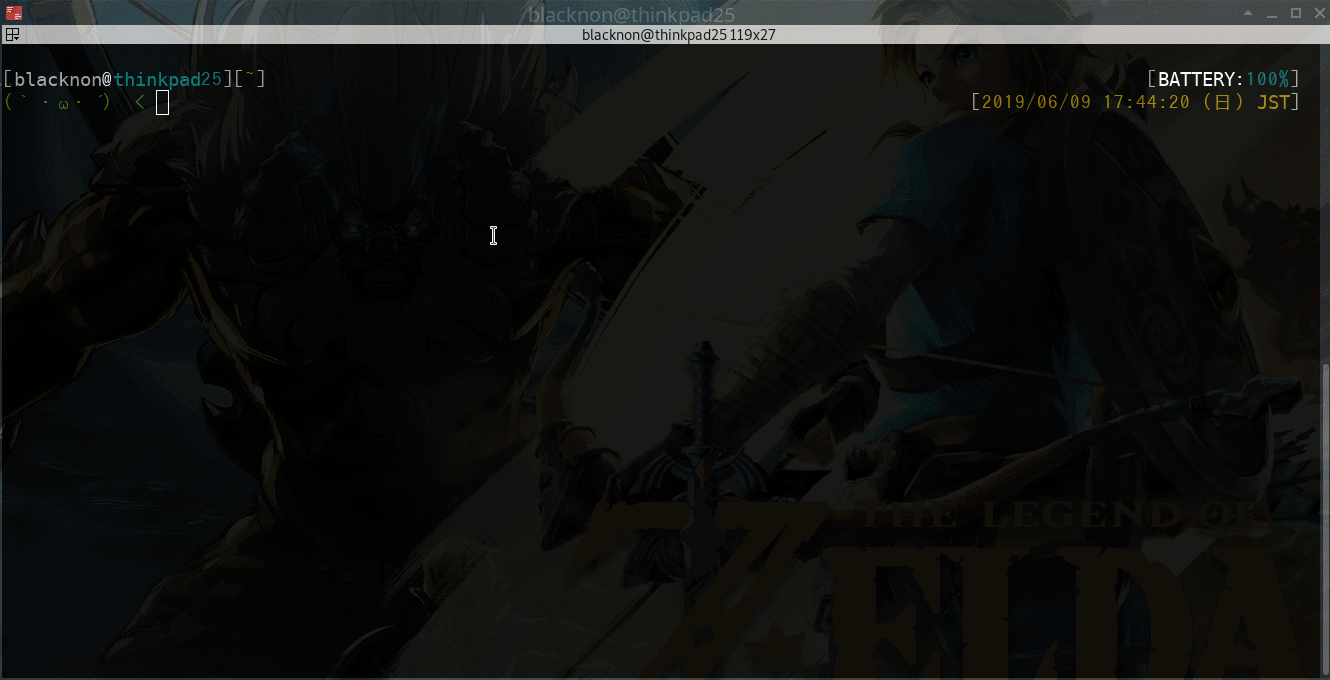 blacknon@thinkpad25
blacknon@thinkpad25 119x27
[blacknon@thinkpad25][~] [BATTERY:100%]
(｀・ω・´) < [2019/06/09 17:44:20 (日) JST]
THE LEGEND OF
ZELDA